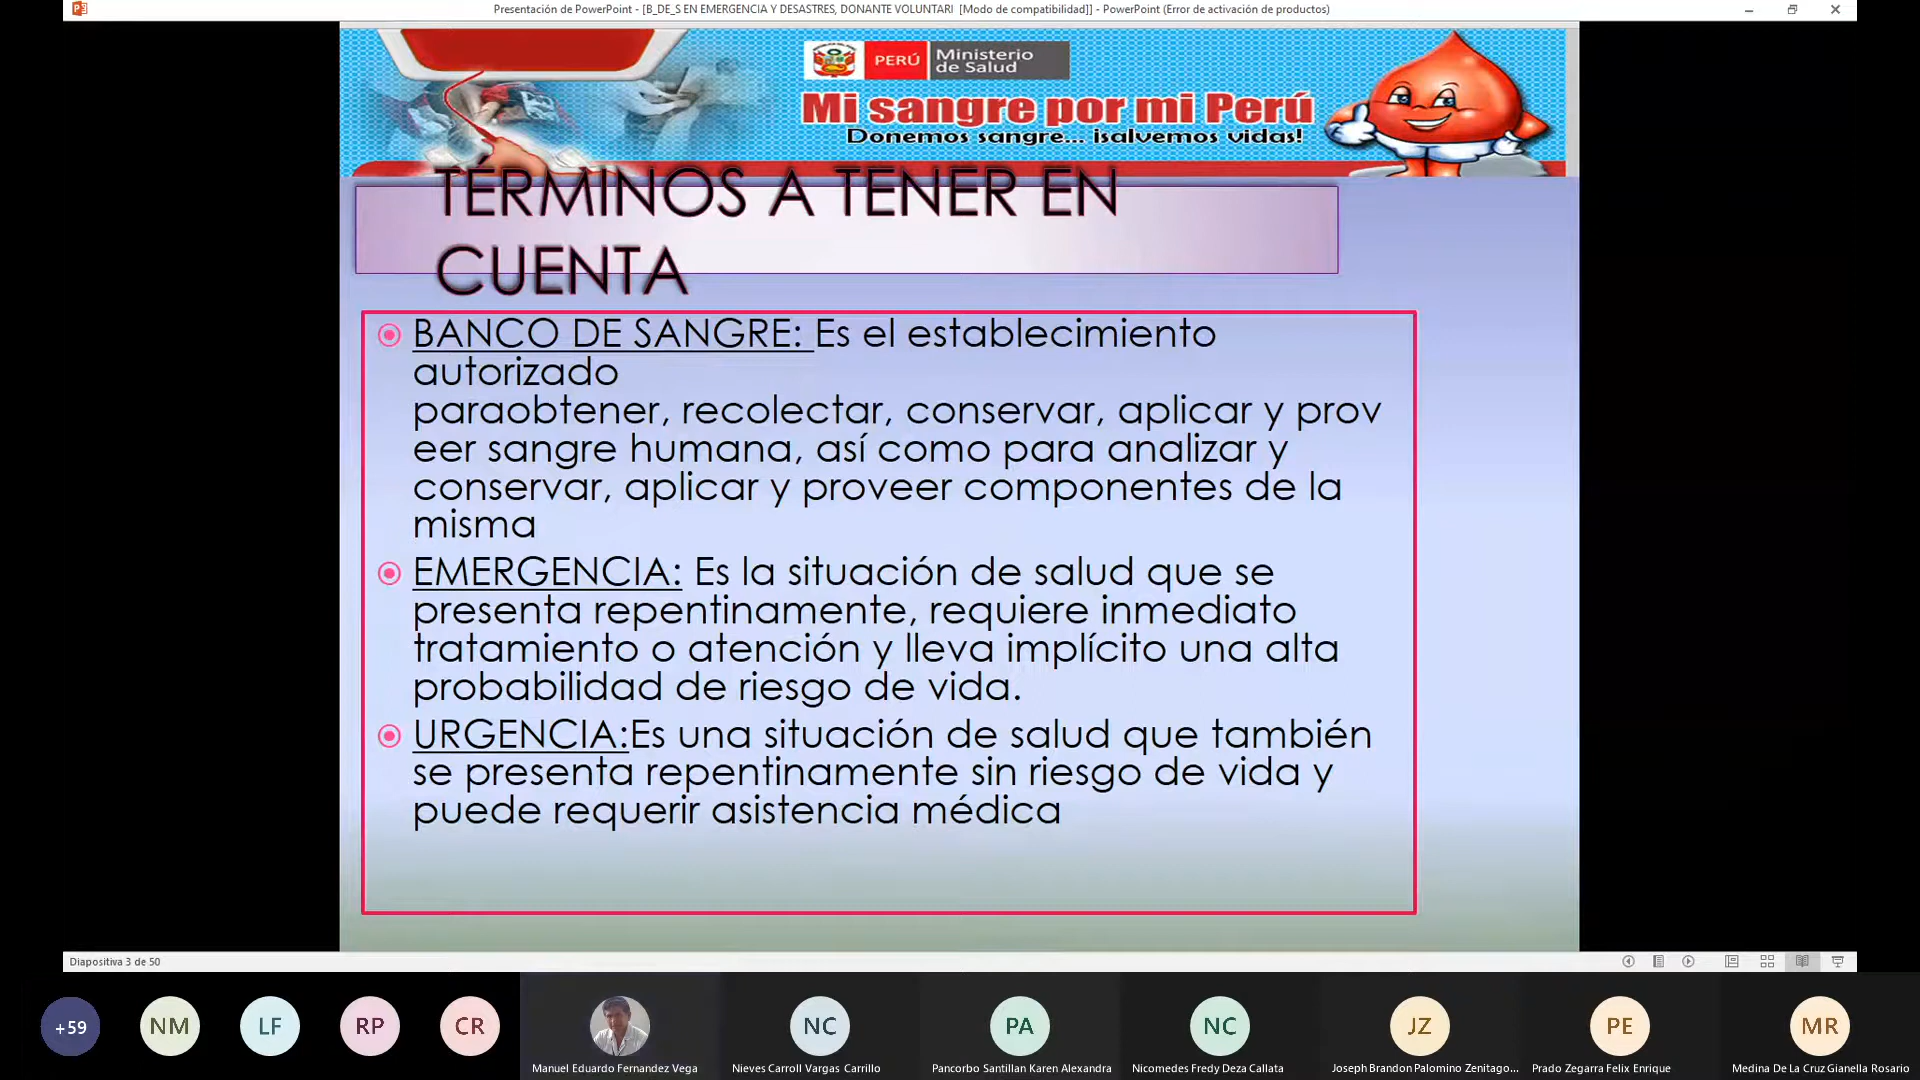 Presentación de PowerPoint - [B_DE_S EN EMERGENCIA Y DESASTRES, DONANTE VOLUNTARI [Modo de compatibilidad]] - PowerPoint (Error de activación de productos)
PERÚ
Ministerio
de Salud
Mi sangre por mi Perú
Donemos sangre... ¡salvemos vidas!
TÉRMINOS A TENER EN
CUENTA
BANCO DE SANGRE: Es el establecimiento
autorizado
paraobtener, recolectar, conservar, aplicar y prov
eer sangre humana, así como para analizar y
conservar, aplicar y proveer componentes de la
misma
EMERGENCIA: Es la situación de salud que se
presenta repentinamente, requiere inmediato
tratamiento o atención y lleva implícito una alta
probabilidad de riesgo de vida.
URGENCIA:Es una situación de salud que también
se presenta repentinamente sin riesgo de vida y
puede requerir asistencia médica
Diapositiva 3 de 50
+59
NM
LF
RP
CR
NC
PA
NC
JZ
PE
MR
Manuel Eduardo Fernandez Vega
Nieves Carroll Vargas Carrillo
Pancorbo Santillan Karen Alexandra
Nicomedes Fredy Deza Callata
Joseph Brandon Palomino Zenitago...
Prado Zegarra Felix Enrique
Medina De La Cruz Gianella Rosario